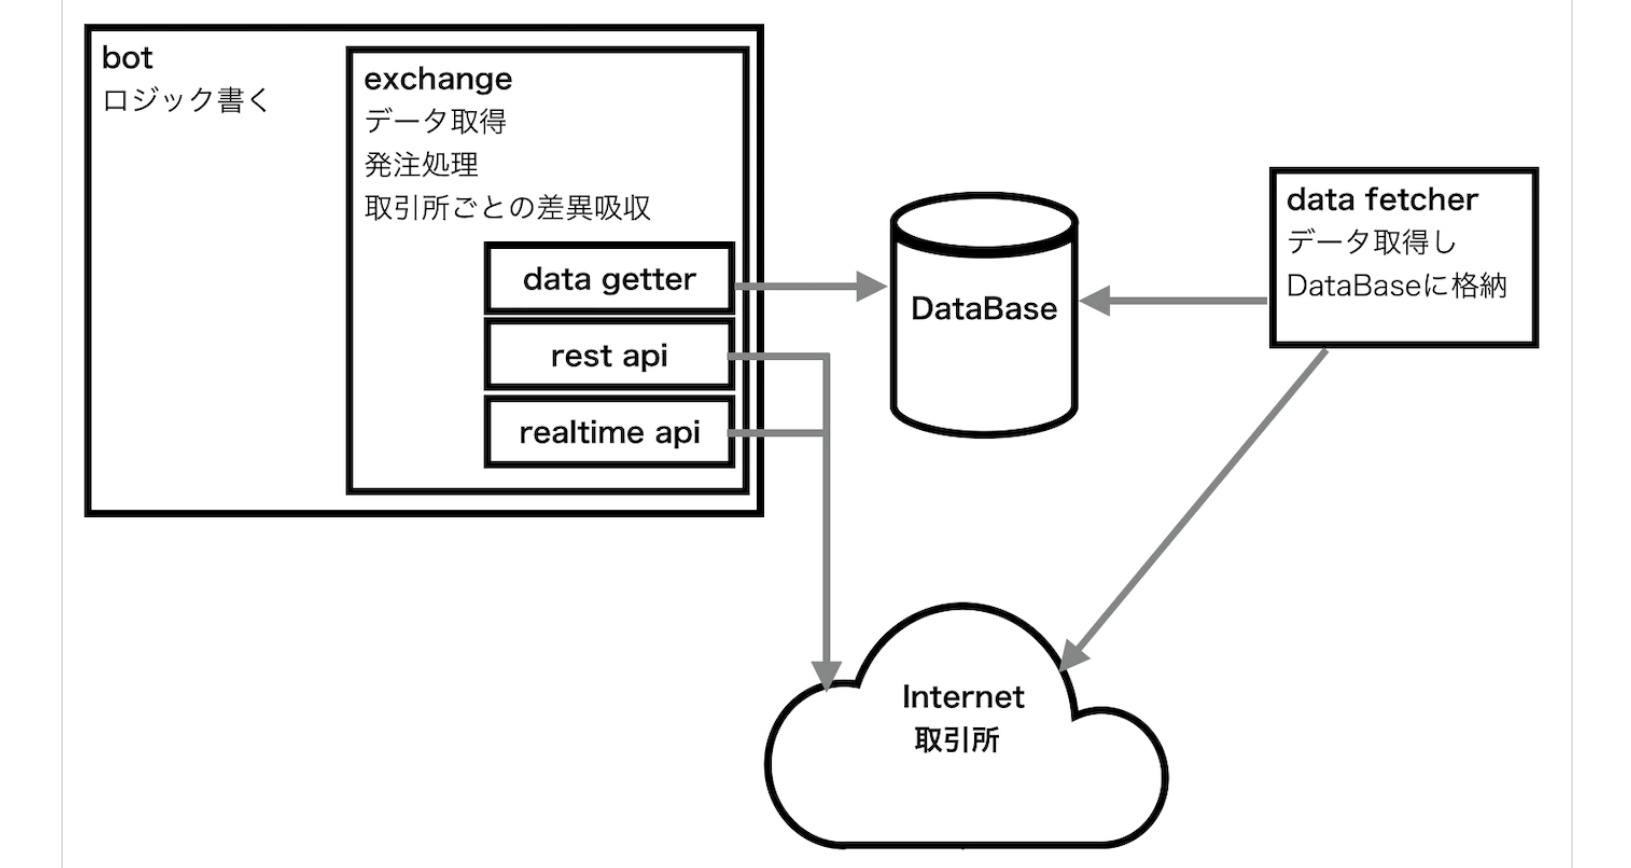 bot
ロジック書く
exchange
データ取得
発注処理
取引所ごとの差異吸収
data getter
rest api
realtime api
DataBase
data fetcher
データ取得し
DataBaseに格納
Internet
取引所